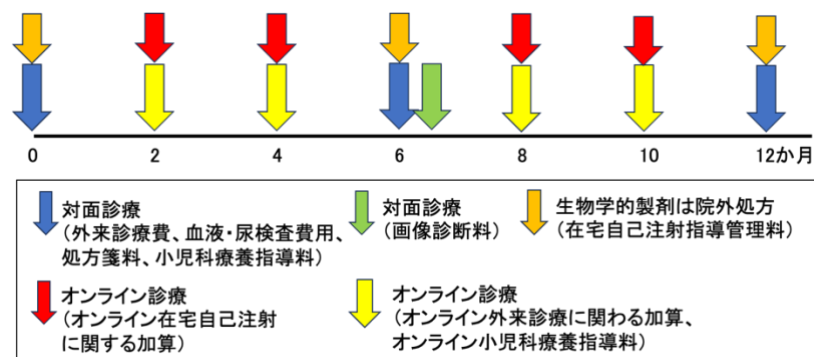 0 2 4 6 8 10 12か月
対面診療
(外来診療費、血液・尿検査費用、
処方箋料、小児科療養指導料)
対面診療
(画像診断料)
生物学的製剤は院外処方
(在宅自己注射指導管理料)
オンライン診療
(オンライン在宅自己注射
に関する加算)
オンライン診療
(オンライン外来診療に関わる加算、
オンライン小児科療養指導料)